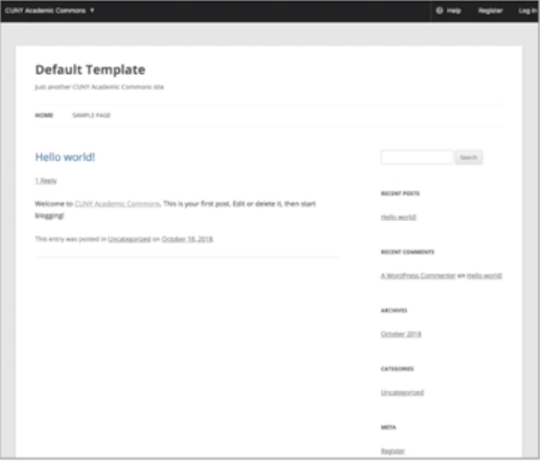 CUNY Academic Commons ▼ Help Register Log In
Default Template
Just another CUNY Academic Commons site
HOME SAMPLE PAGE
Hello world!
1 Reply
Welcome to CUNY Academic Commons. This is your first post. Edit or delete it, then start
blogging!
This entry was posted in Uncategorized on October 18, 2018.
Search
RECENT POSTS
Hello world!
RECENT COMMENTS
A WordPress Commenter on Hello world!
ARCHIVES
October 2018
CATEGORIES
Uncategorized
META
Register